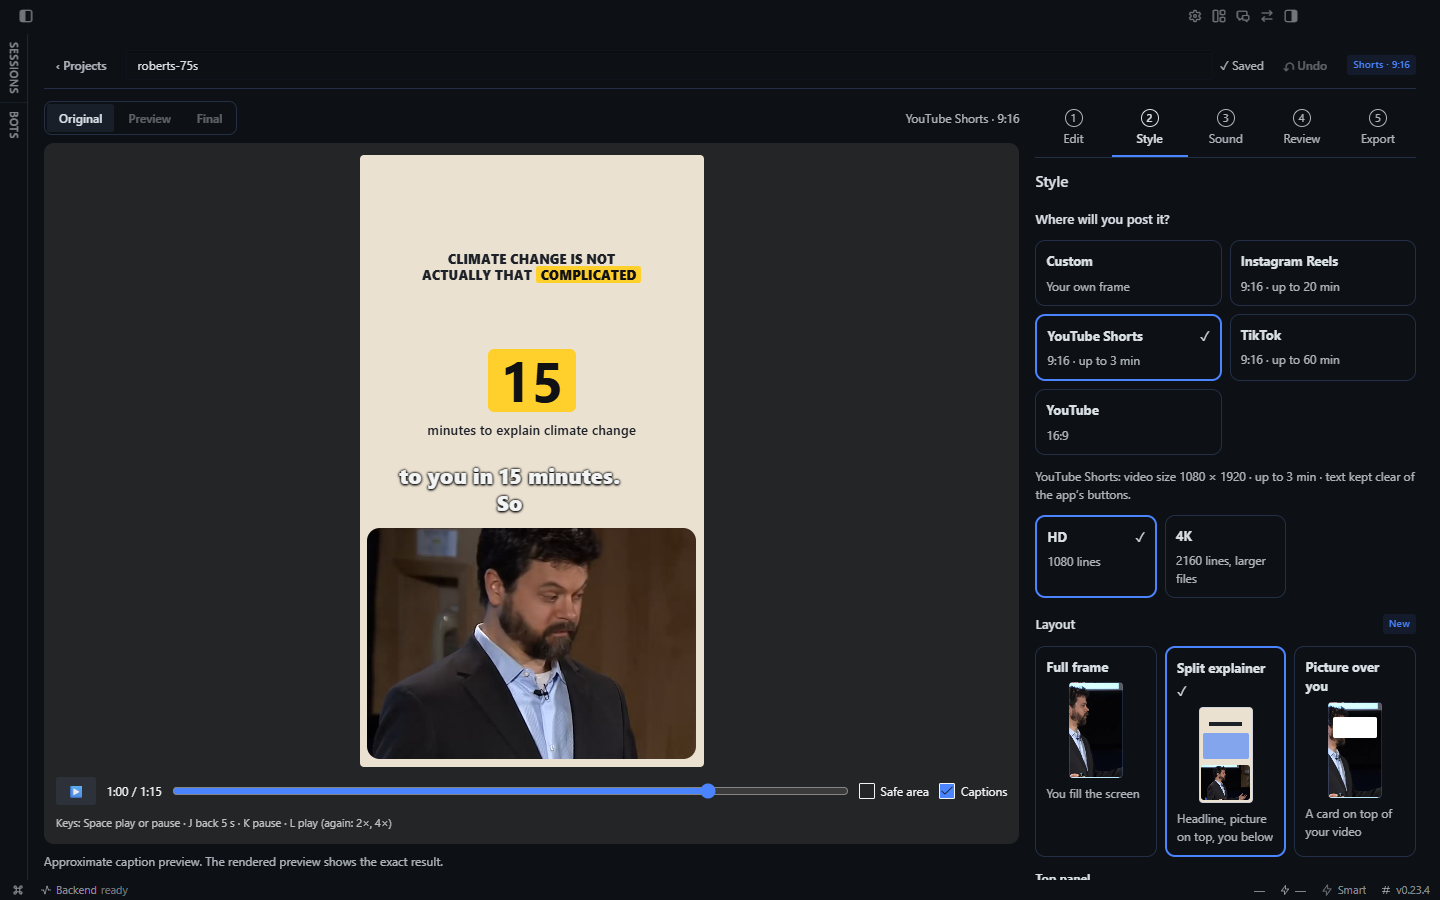 SESSIONS
BOTS
‹ Projects
roberts-75s
✓ Saved
Undo
Shorts · 9:16
Original
Preview
Final
YouTube Shorts · 9:16
1
Edit
2
Style
3
Sound
4
Review
5
Export
CLIMATE CHANGE IS NOT
ACTUALLY THAT COMPLICATED
15
minutes to explain climate change
to you in 15 minutes.
So
1:00 / 1:15
Safe area
Captions
Keys: Space play or pause · J back 5 s · K pause · L play (again: 2×, 4×)
Approximate caption preview. The rendered preview shows the exact result.
Style
Where will you post it?
Custom
Your own frame
Instagram Reels
9:16 · up to 20 min
YouTube Shorts ✓
9:16 · up to 3 min
TikTok
9:16 · up to 60 min
YouTube
16:9
YouTube Shorts: video size 1080 × 1920 · up to 3 min · text kept clear of
the app's buttons.
HD ✓
1080 lines
4K
2160 lines, larger
files
Layout
New
Full frame
You fill the screen
Split explainer
✓
Headline, picture
on top, you below
Picture over
you
A card on top of
your video
Top panel
Backend ready
—
—
Smart
# v0.23.4